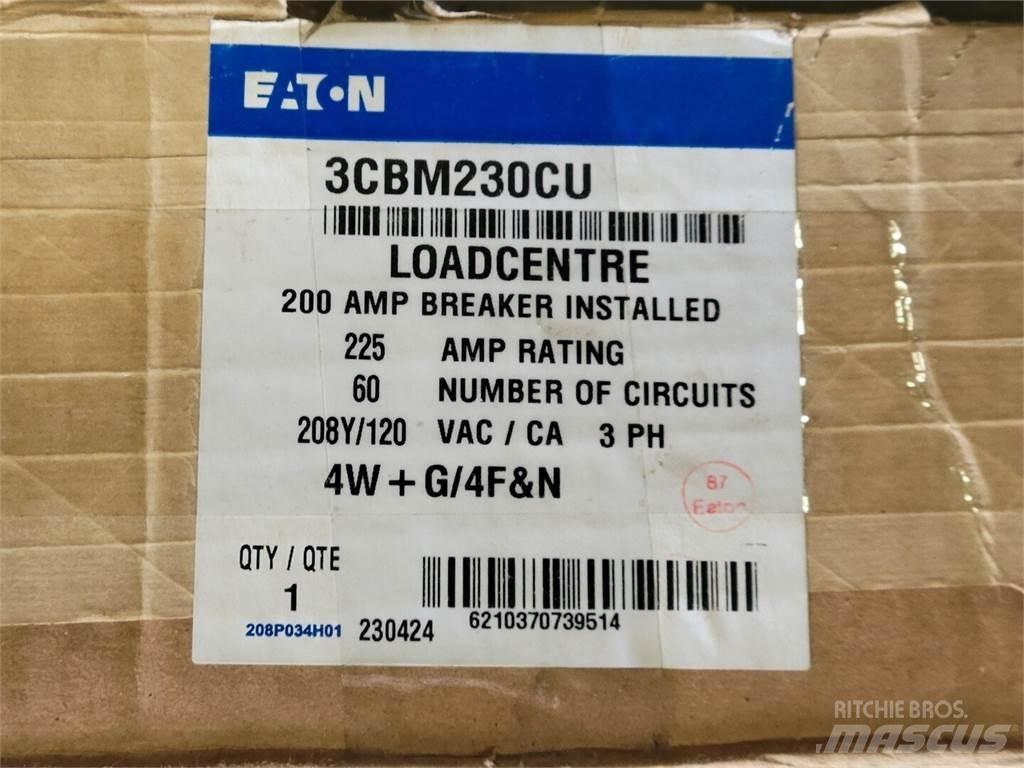 EATON
3CBM230CU
LOADCENTRE
200 AMP BREAKER INSTALLED
225 AMP RATING
60 NUMBER OF CIRCUITS
208Y/120 VAC / CA 3 PH
4W + G/4F&N
87
Eaton
QTY / QTE
1
208P034H01 230424 6210370739514
RITCHIE BROS.
MASCUS